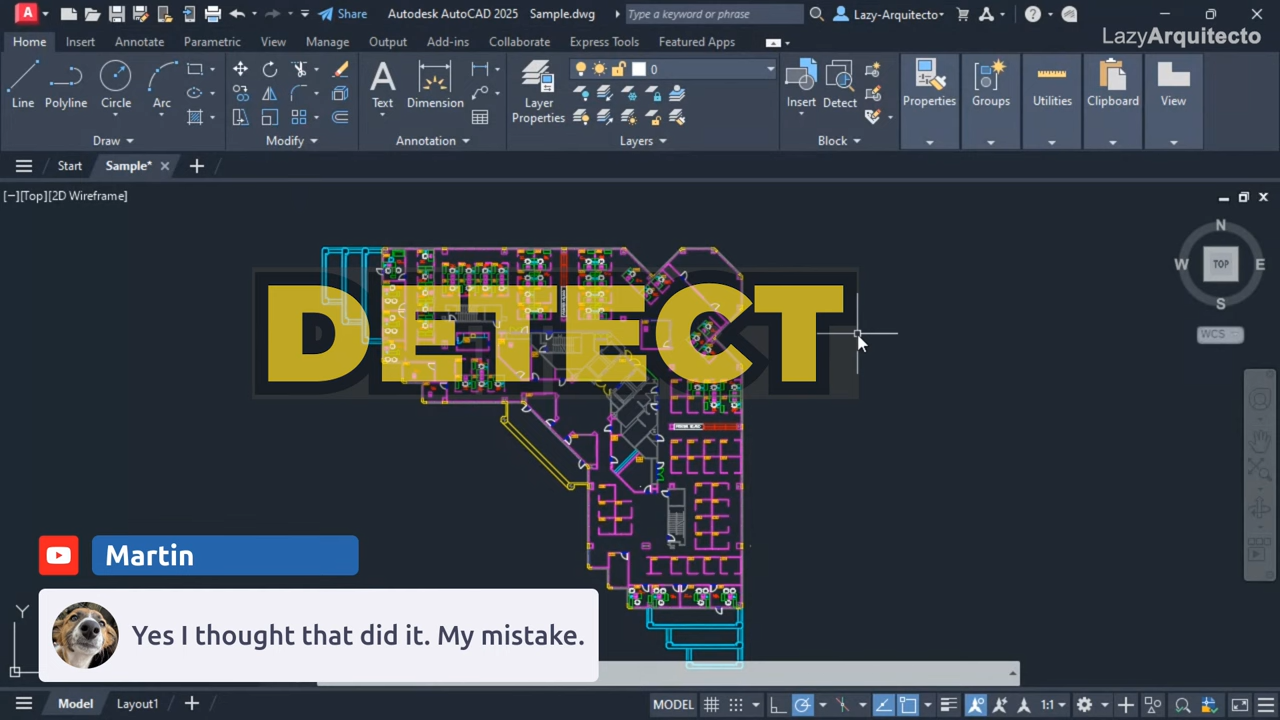 Share
Autodesk AutoCAD 2025 Sample.dwg
Type a keyword or phrase
Lazy-Arquitecto
LazyArquitecto
Home Insert Annotate Parametric View Manage Output Add-ins Collaborate Express Tools Featured Apps
0
Line Polyline Circle Arc
Text Dimension
Layer
Properties
Insert Detect
Properties Groups Utilities Clipboard View
Draw Modify Annotation Layers Block
Start Sample*
[−][Top][2D Wireframe]
N
W TOP E
S
WCS
DETECT
Martin
Yes I thought that did it. My mistake.
Y
Model Layout1
MODEL 1:1